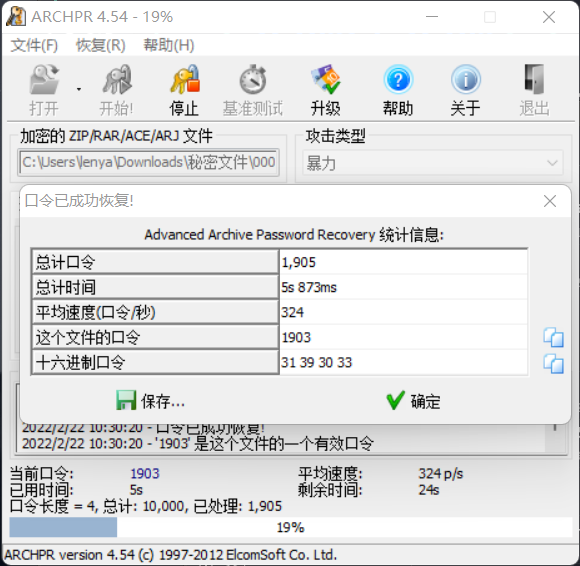 ARCHPR 4.54 - 19%
文件(F) 恢复(R) 帮助(H)
打开 开始! 停止 基准测试 升级 帮助 关于 退出
加密的 ZIP/RAR/ACE/ARJ 文件 攻击类型
C:\Users\lenya\Downloads\秘密文件\000 暴力
口令已成功恢复!
Advanced Archive Password Recovery 统计信息:
总计口令 1,905
总计时间 5s 873ms
平均速度(口令/秒) 324
这个文件的口令 1903
十六进制口令 31 39 30 33
保存... 确定
2022/2/22 10:30:20 - 口令已成功恢复!
2022/2/22 10:30:20 - '1903' 是这个文件的一个有效口令
当前口令: 1903 平均速度: 324 p/s
已用时间: 5s 剩余时间: 24s
口令长度 = 4, 总计: 10,000, 已处理: 1,905
19%
ARCHPR version 4.54 (c) 1997-2012 ElcomSoft Co. Ltd.